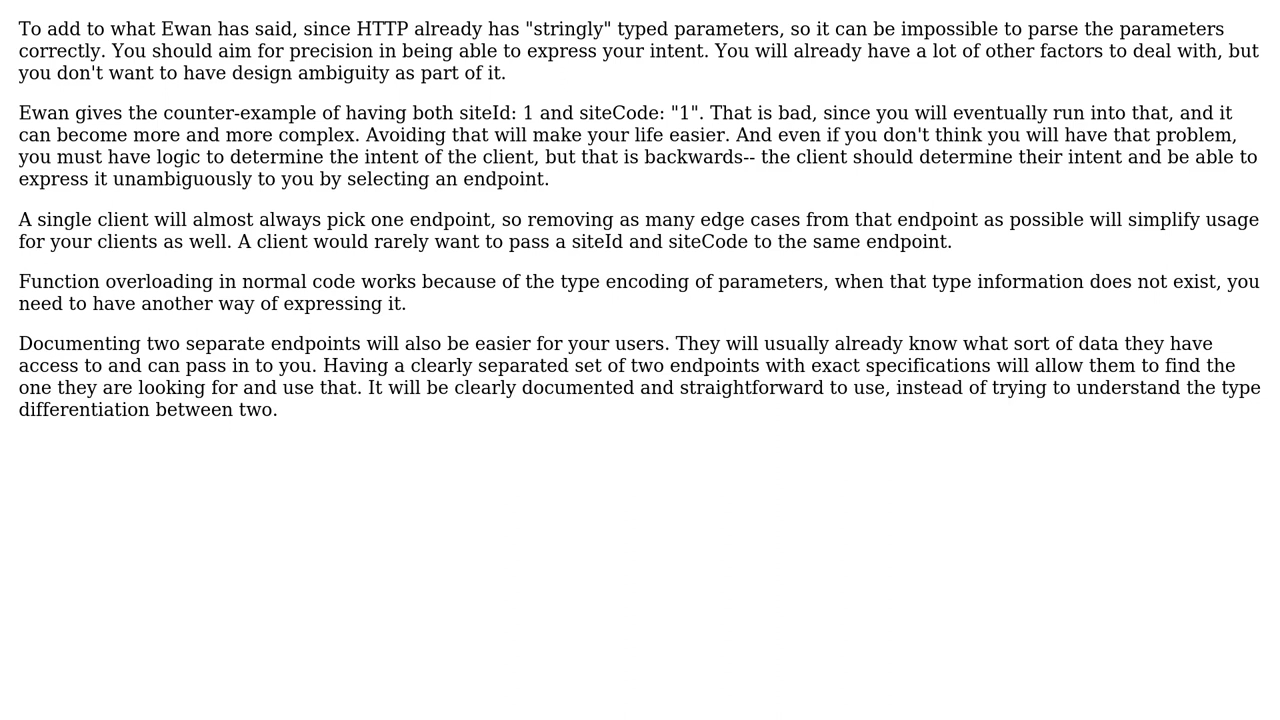 To add to what Ewan has said, since HTTP already has "stringly" typed parameters, so it can be impossible to parse the parameters
correctly. You should aim for precision in being able to express your intent. You will already have a lot of other factors to deal with, but
you don't want to have design ambiguity as part of it.
Ewan gives the counter-example of having both siteId: 1 and siteCode: "1". That is bad, since you will eventually run into that, and it
can become more and more complex. Avoiding that will make your life easier. And even if you don't think you will have that problem,
you must have logic to determine the intent of the client, but that is backwards-- the client should determine their intent and be able to
express it unambiguously to you by selecting an endpoint.
A single client will almost always pick one endpoint, so removing as many edge cases from that endpoint as possible will simplify usage
for your clients as well. A client would rarely want to pass a siteId and siteCode to the same endpoint.
Function overloading in normal code works because of the type encoding of parameters, when that type information does not exist, you
need to have another way of expressing it.
Documenting two separate endpoints will also be easier for your users. They will usually already know what sort of data they have
access to and can pass in to you. Having a clearly separated set of two endpoints with exact specifications will allow them to find the
one they are looking for and use that. It will be clearly documented and straightforward to use, instead of trying to understand the type
differentiation between two.